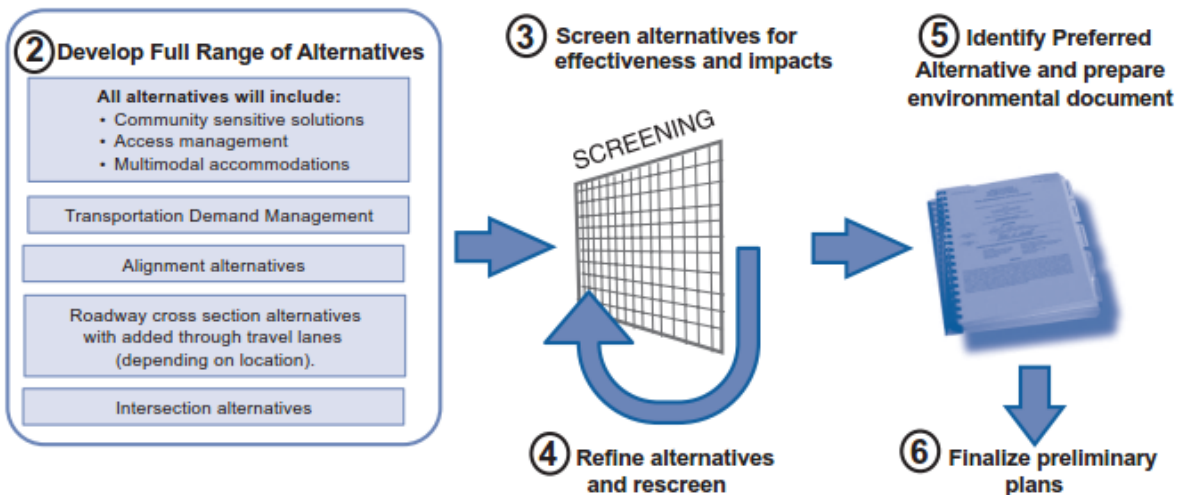 2 Develop Full Range of Alternatives
All alternatives will include:
• Community sensitive solutions
• Access management
• Multimodal accommodations
Transportation Demand Management
Alignment alternatives
Roadway cross section alternatives
with added through travel lanes
(depending on location).
Intersection alternatives
3 Screen alternatives for
effectiveness and impacts
SCREENING
4 Refine alternatives
and rescreen
5 Identify Preferred
Alternative and prepare
environmental document
6 Finalize preliminary
plans